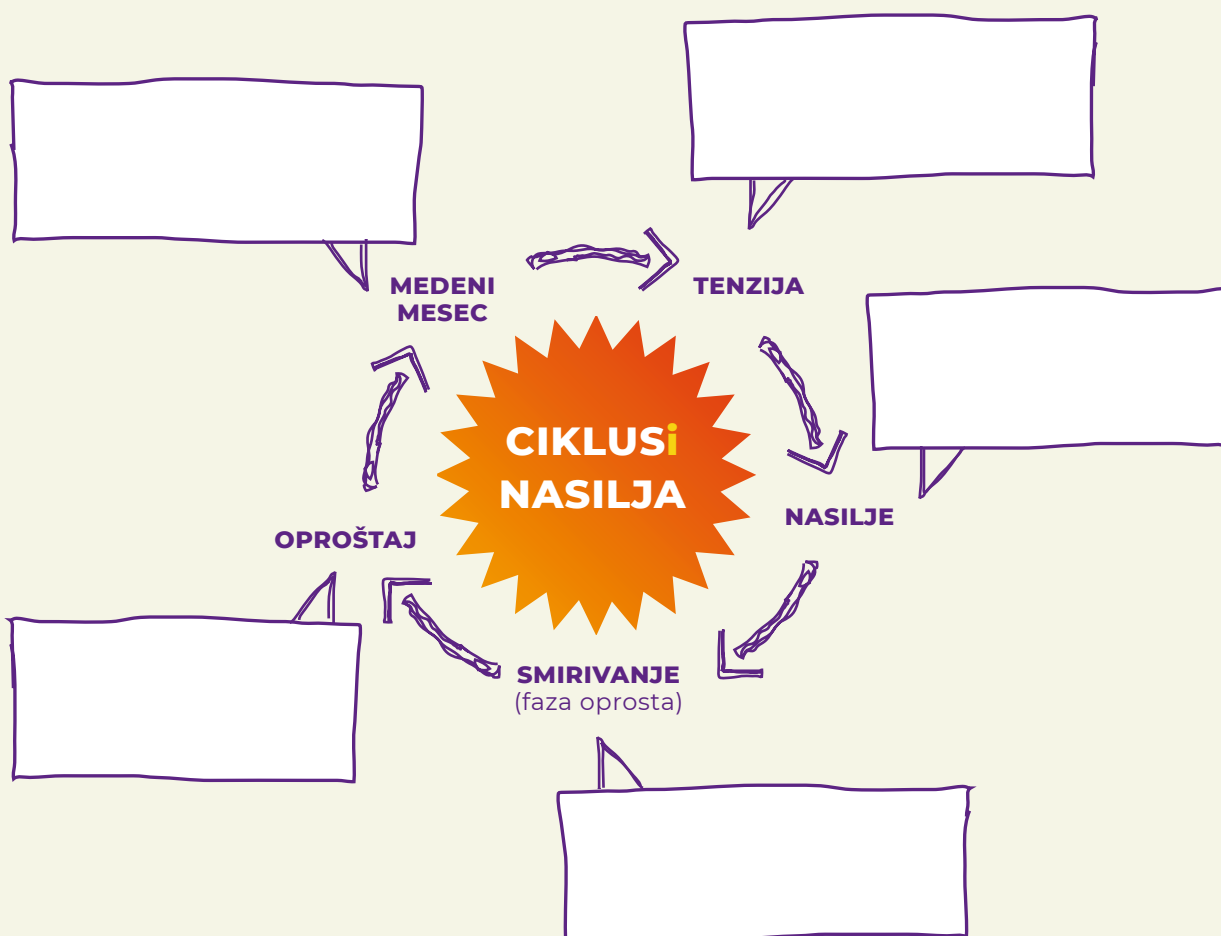 MEDENI
MESEC
TENZIJA
CIKLUSi
NASILJA
NASILJE
OPROŠTAJ
SMIRIVANJE
(faza oprosta)